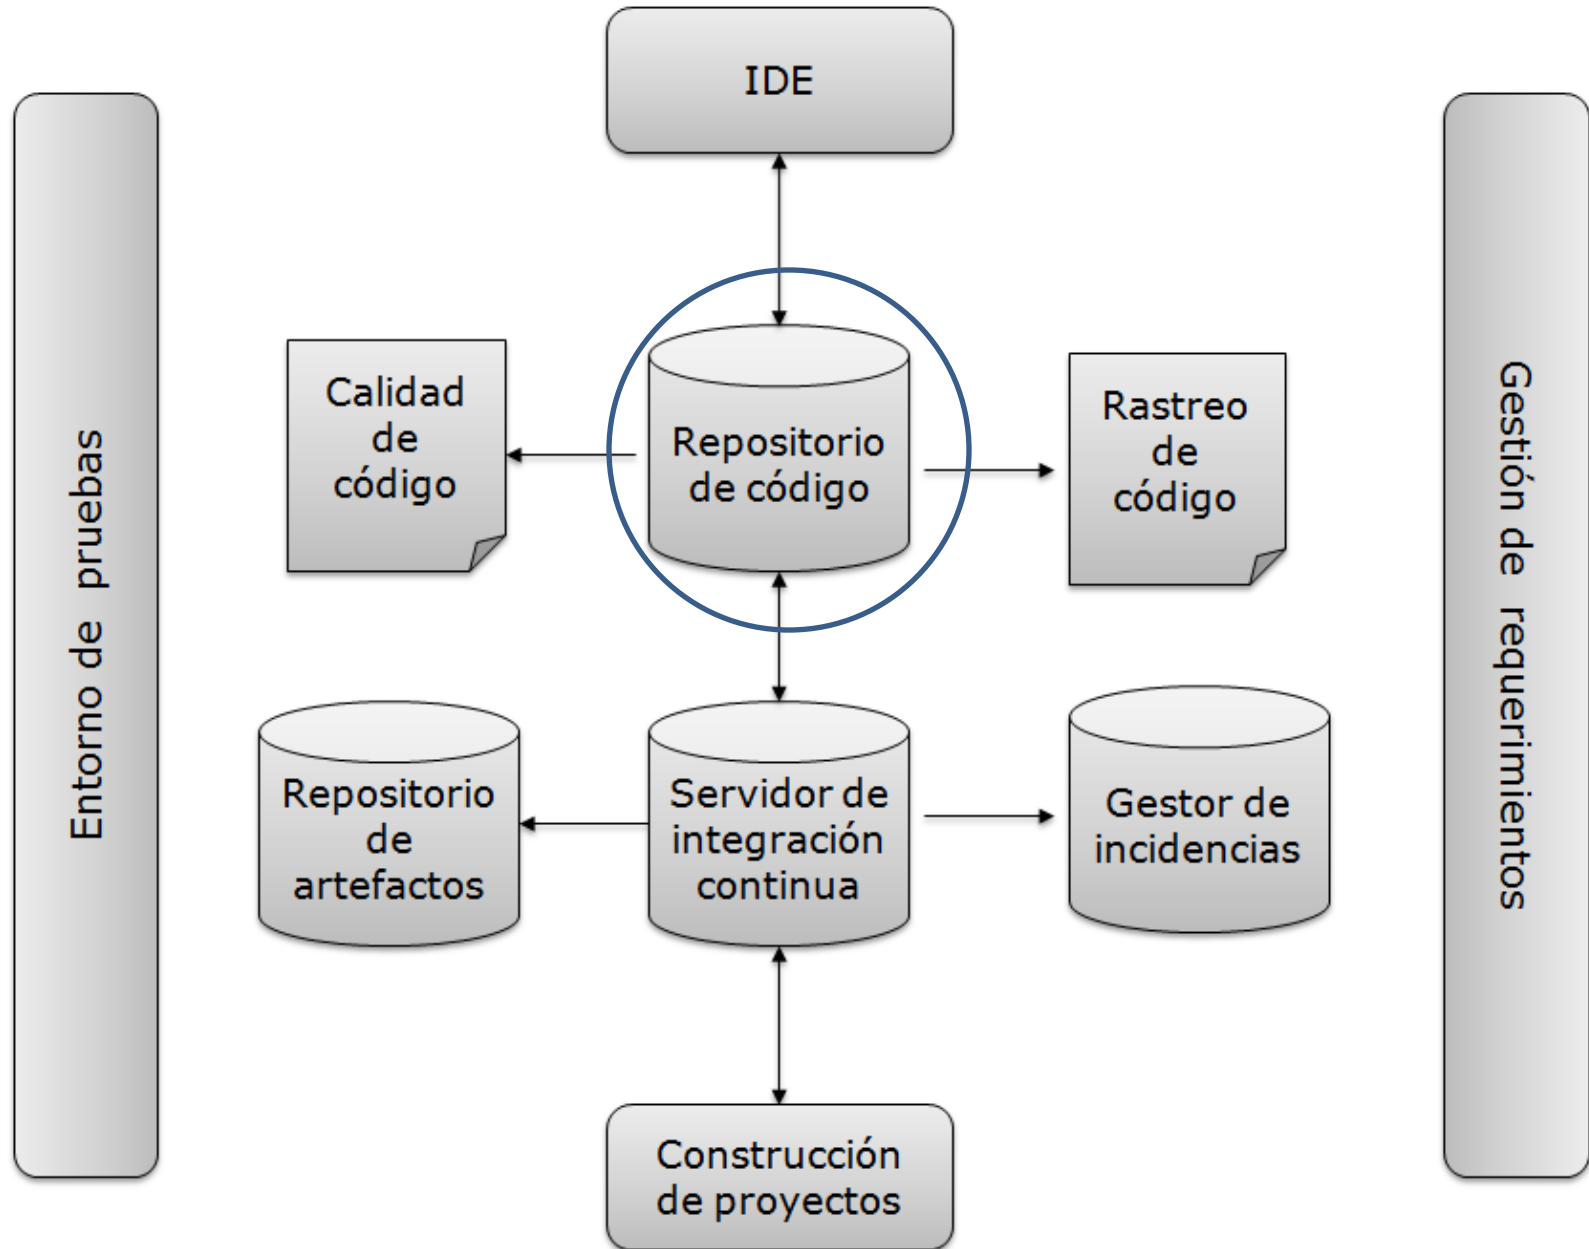 IDE
Entorno de pruebas
Calidad
de
código
Repositorio
de código
Rastreo
de
código
Gestión de requerimientos
Repositorio
de
artefactos
Servidor de
integración
continua
Gestor de
incidencias
Construcción
de proyectos